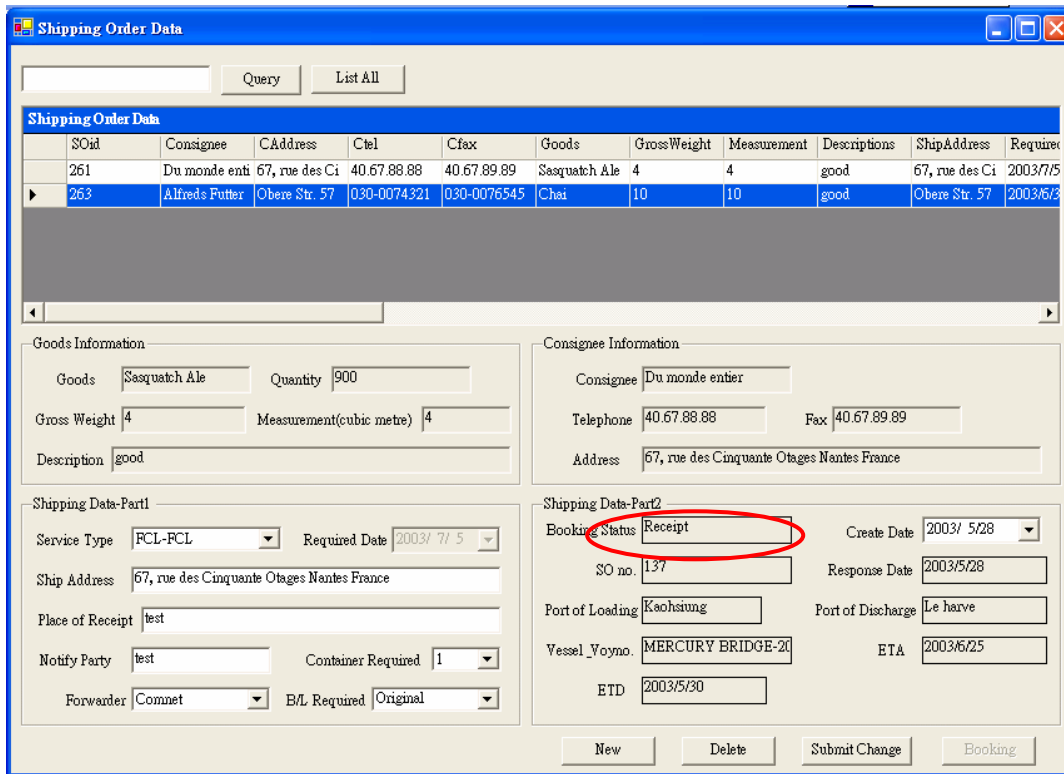 Shipping Order Data
Query List All
Shipping Order Data
SOid Consignee CAddress Ctel Cfax Goods GrossWeight Measurement Descriptions ShipAddress Required
261 Du monde enti 67, rue des Ci 40.67.88.88 40.67.89.89 Sasquatch Ale 4 4 good 67, rue des Ci 2003/7/5
263 Alfreds Futter Obere Str. 57 030-0074321 030-0076545 Chai 10 10 good Obere Str. 57 2003/6/3
Goods Information
Goods Sasquatch Ale Quantity 900
Gross Weight 4 Measurement(cubic metre) 4
Description good
Consignee Information
Consignee Du monde entier
Telephone 40.67.88.88 Fax 40.67.89.89
Address 67, rue des Cinquante Otages Nantes France
Shipping Data-Part1
Service Type FCL-FCL Required Date 2003/ 7/ 5
Ship Address 67, rue des Cinquante Otages Nantes France
Place of Receipt test
Notify Party test Container Required 1
Forwarder Comnet B/L Required Original
Shipping Data-Part2
Booking Status Receipt Create Date 2003/ 5/28
SO no. 137 Response Date 2003/5/28
Port of Loading Kaohsiung Port of Discharge Le harve
Vessel_Voyno. MERCURY BRIDGE-20 ETA 2003/6/25
ETD 2003/5/30
New Delete Submit Change Booking